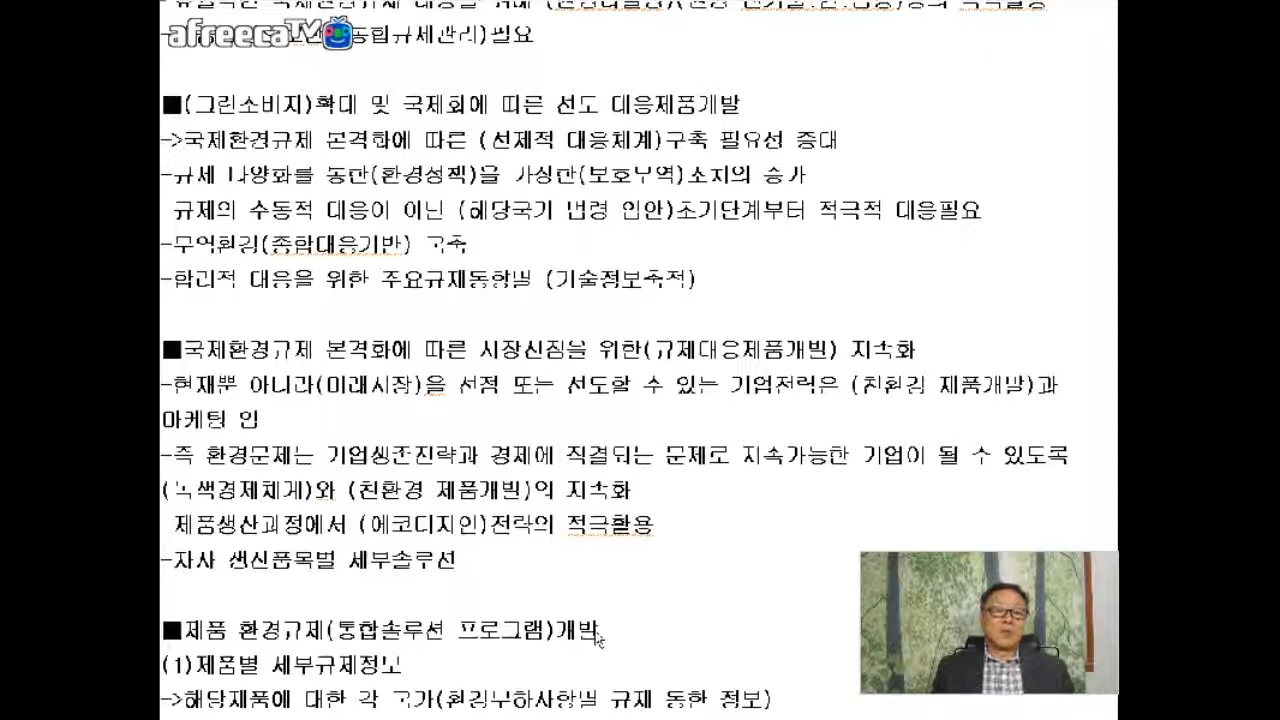 afreecaTV
통합규제관리)필요
■(그린소비자)확대 및 국제화에 따른 선도 대응제품개발
->국제환경규제 본격화에 따른 (선제적 대응체계)구축 필요성 증대
-규제 다양화를 통한(환경정책)을 가장한(보호무역)조치의 증가
규제의 수동적 대응이 아닌 (해당국가 법령 입안)초기단계부터 적극적 대응필요
-무역환경(종합대응기반) 구축
-합리적 대응을 위한 주요규제동향별 (기술정보축적)
■국제환경규제 본격화에 따른 시장선점을 위한(규제대응제품개발) 지속화
-현재뿐 아니라(미래시장)을 선점 또는 선도할 수 있는 기업전략은 (친환경 제품개발)과
마케팅 임
-즉 환경문제는 기업생존전략과 경제에 직결되는 문제로 지속가능한 기업이 될 수 있도록
(녹색경제체계)와 (친환경 제품개발)의 지속화
제품생산과정에서 (에코디자인)전략의 적극활용
-자사 생산품목별 세부솔루션
■제품 환경규제(통합솔루션 프로그램)개발
(1)제품별 세부규제정보
->해당제품에 대한 각 국가(환경부하사항별 규제 동향 정보)